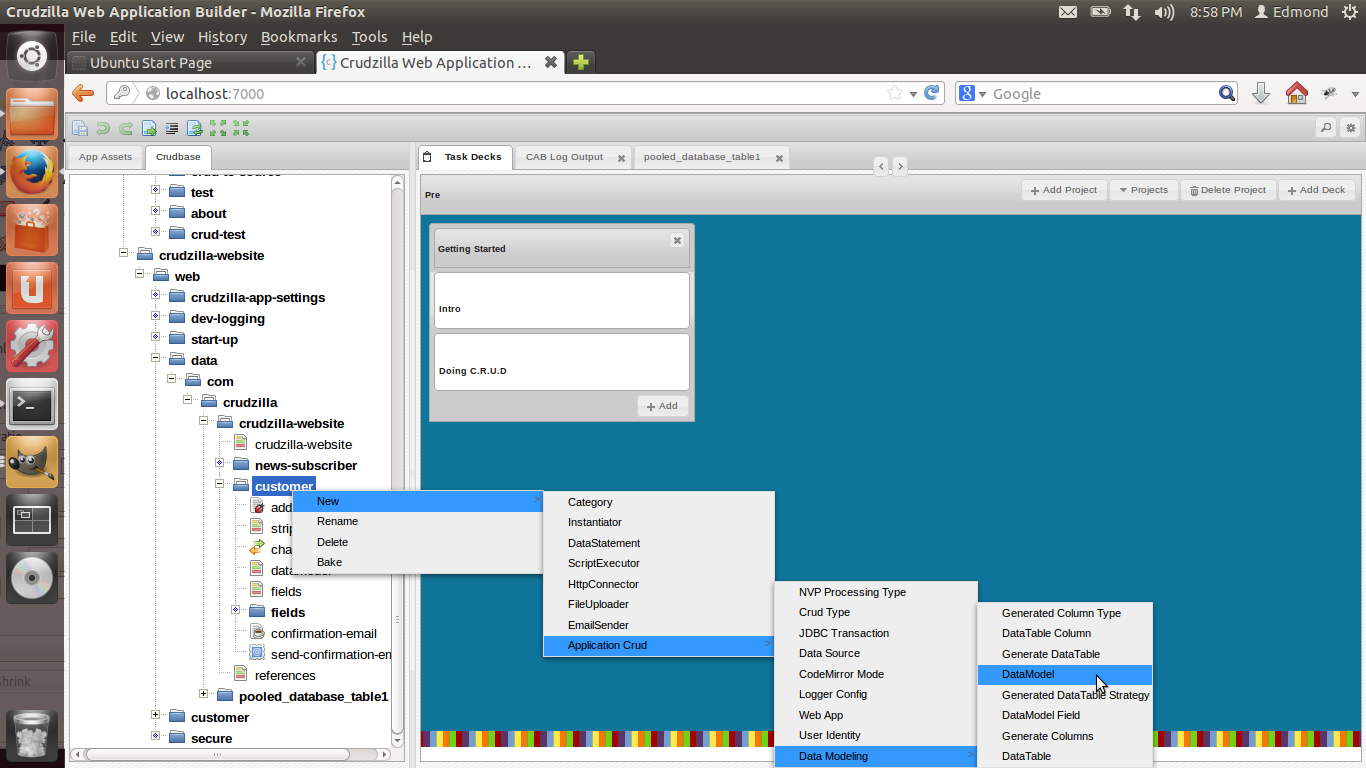 Crudzilla Web Application Builder - Mozilla Firefox
8:58 PM
Edmond
File Edit View History Bookmarks Tools Help
Ubuntu Start Page
{c} Crudzilla Web Application ...
localhost:7000
Google
App Assets
Crudbase
Task Decks
CAB Log Output
pooled_database_table1
Pre
Add Project
Projects
Delete Project
Add Deck
test
about
crud-test
crudzilla-website
web
crudzilla-app-settings
dev-logging
start-up
data
com
crudzilla
crudzilla-website
crudzilla-website
news-subscriber
customer
add
strip
cha
datamodel
fields
fields
confirmation-email
send-confirmation-en
references
pooled_database_table1
customer
secure
Getting Started
Intro
Doing C.R.U.D
Add
New
Rename
Delete
Bake
Category
Instantiator
DataStatement
ScriptExecutor
HttpConnector
FileUploader
EmailSender
Application Crud
NVP Processing Type
Crud Type
JDBC Transaction
Data Source
CodeMirror Mode
Logger Config
Web App
User Identity
Data Modeling
Generated Column Type
DataTable Column
Generate DataTable
DataModel
Generated DataTable Strategy
DataModel Field
Generate Columns
DataTable
Shrink